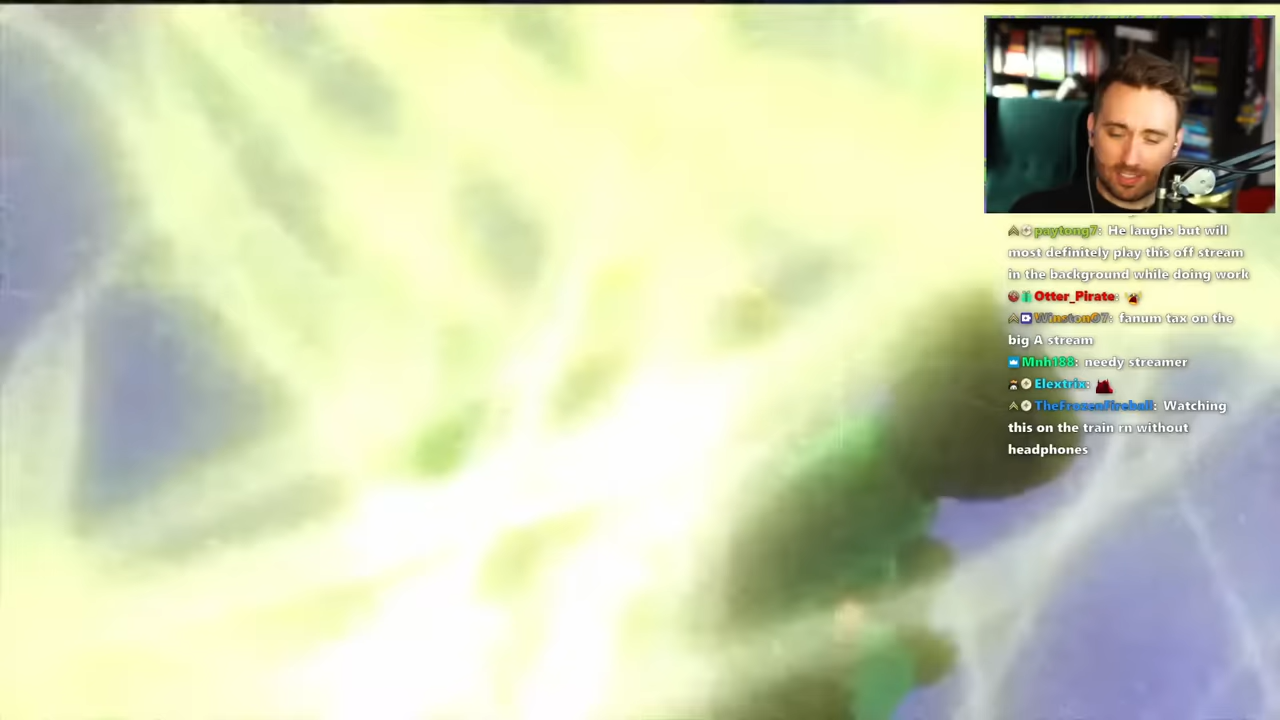 paytong7: He laughs but will
most definitely play this off stream
in the background while doing work
Otter_Pirate:
Winston07: fanum tax on the
big A stream
Mnh188: needy streamer
Elextrix:
TheFrozenFireball: Watching
this on the train rn without
headphones